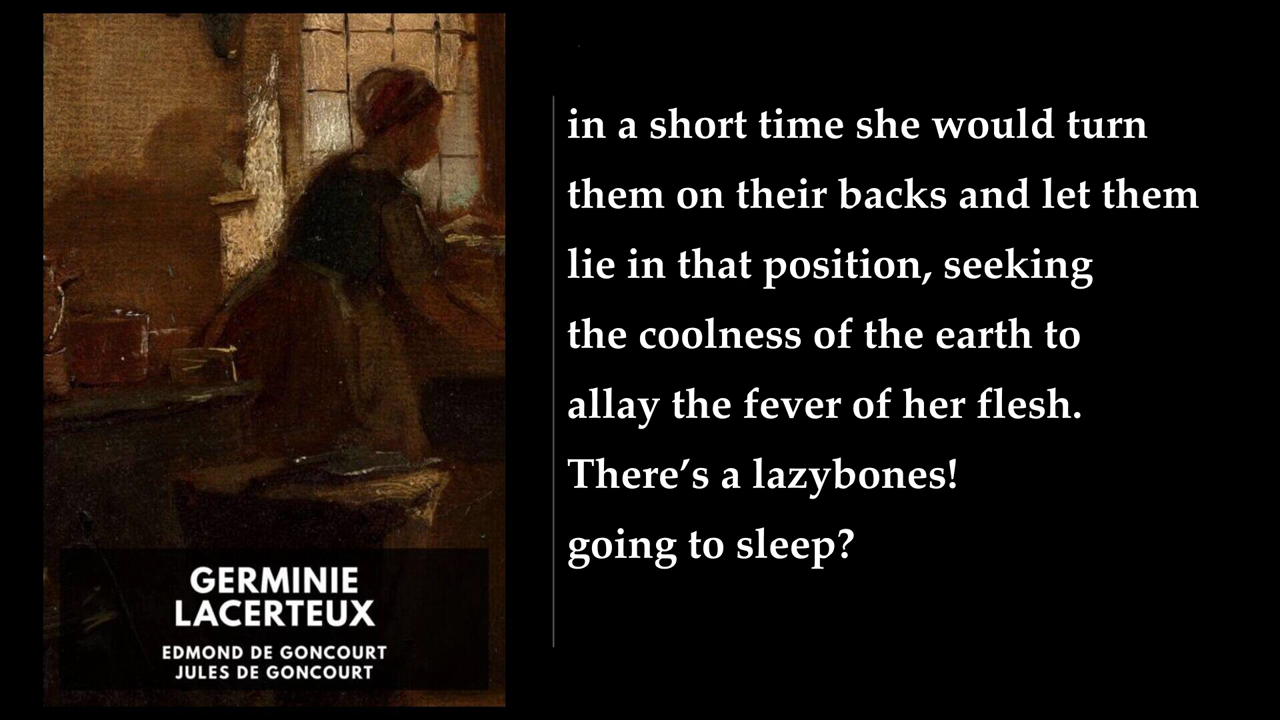 in a short time she would turn
them on their backs and let them
lie in that position, seeking
the coolness of the earth to
allay the fever of her flesh.
There’s a lazybones!
going to sleep?
GERMINIE
LACERTEUX
EDMOND DE GONCOURT
JULES DE GONCOURT